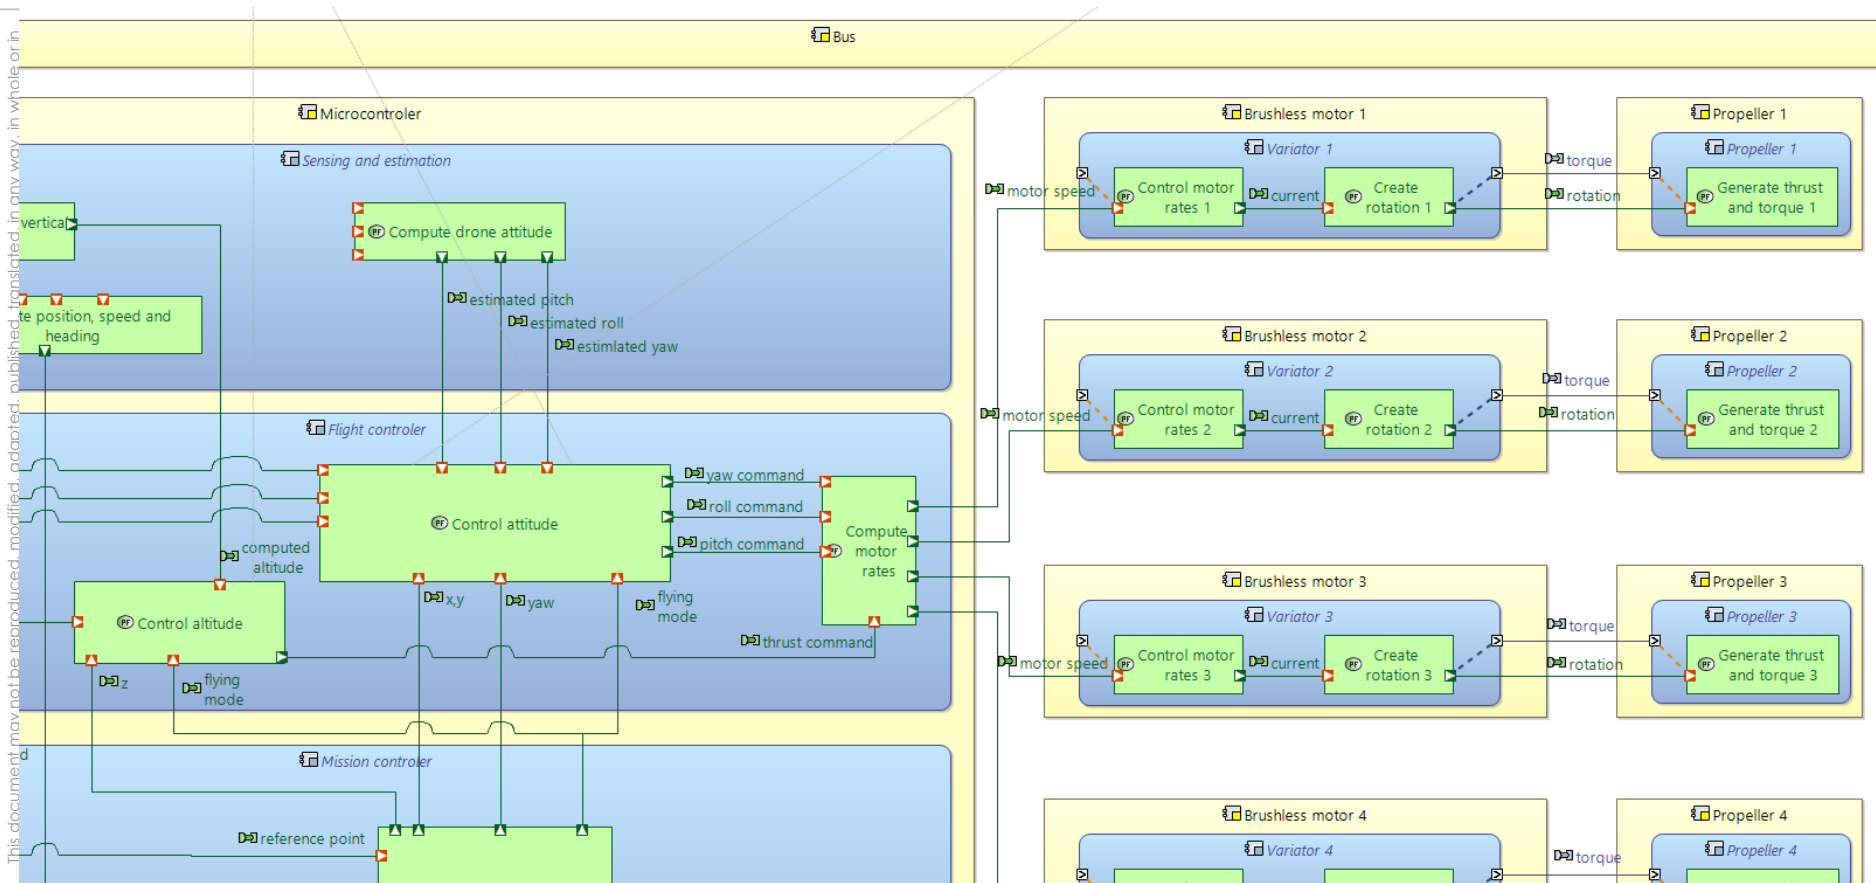 This document may not be reproduced, modified, adapted, published, translated, in any way, in whole or in
Bus
Microcontroler
Sensing and estimation
vertical
Compute drone attitude
te position, speed and
heading
estimated pitch
estimated roll
estimlated yaw
Flight controler
Control attitude
computed
altitude
Control altitude
yaw command
roll command
pitch command
Compute
motor
rates
x,y
yaw
flying
mode
thrust command
z
flying
mode
d
Mission controler
reference point
Brushless motor 1
Variator 1
motor speed
Control motor
rates 1
current
Create
rotation 1
torque
rotation
Propeller 1
Propeller 1
Generate thrust
and torque 1
Brushless motor 2
Variator 2
motor speed
Control motor
rates 2
current
Create
rotation 2
torque
rotation
Propeller 2
Propeller 2
Generate thrust
and torque 2
Brushless motor 3
Variator 3
motor speed
Control motor
rates 3
current
Create
rotation 3
torque
rotation
Propeller 3
Propeller 3
Generate thrust
and torque 3
Brushless motor 4
Variator 4
torque
Propeller 4
Propeller 4